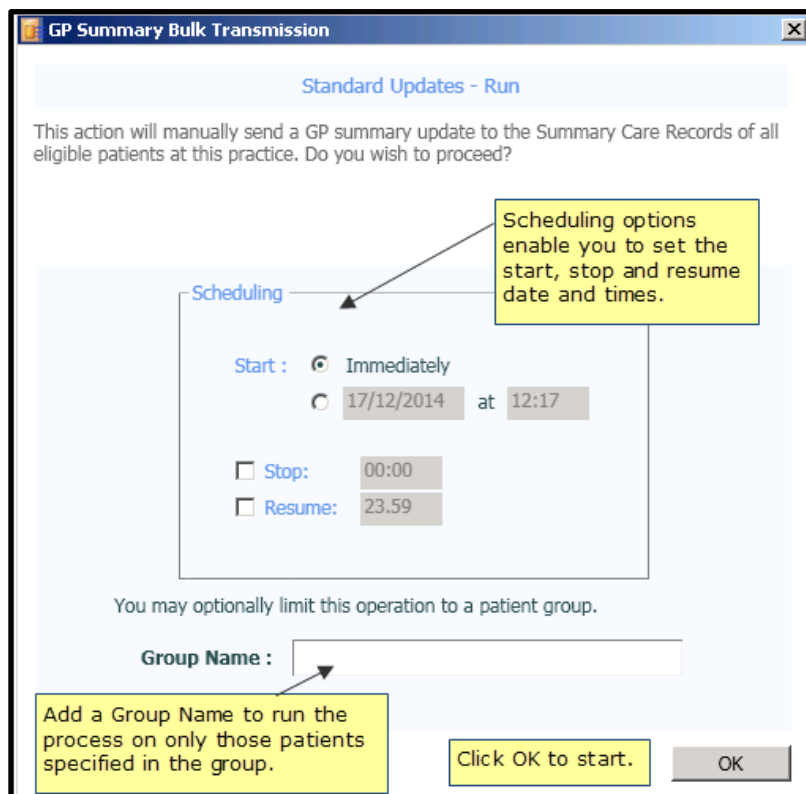 GP Summary Bulk Transmission
Standard Updates - Run
This action will manually send a GP summary update to the Summary Care Records of all
eligible patients at this practice. Do you wish to proceed?
Scheduling options
enable you to set the
start, stop and resume
date and times.
Scheduling
Start : Immediately
17/12/2014 at 12:17
Stop: 00:00
Resume: 23.59
You may optionally limit this operation to a patient group.
Group Name :
Add a Group Name to run the
process on only those patients
specified in the group.
Click OK to start.
OK